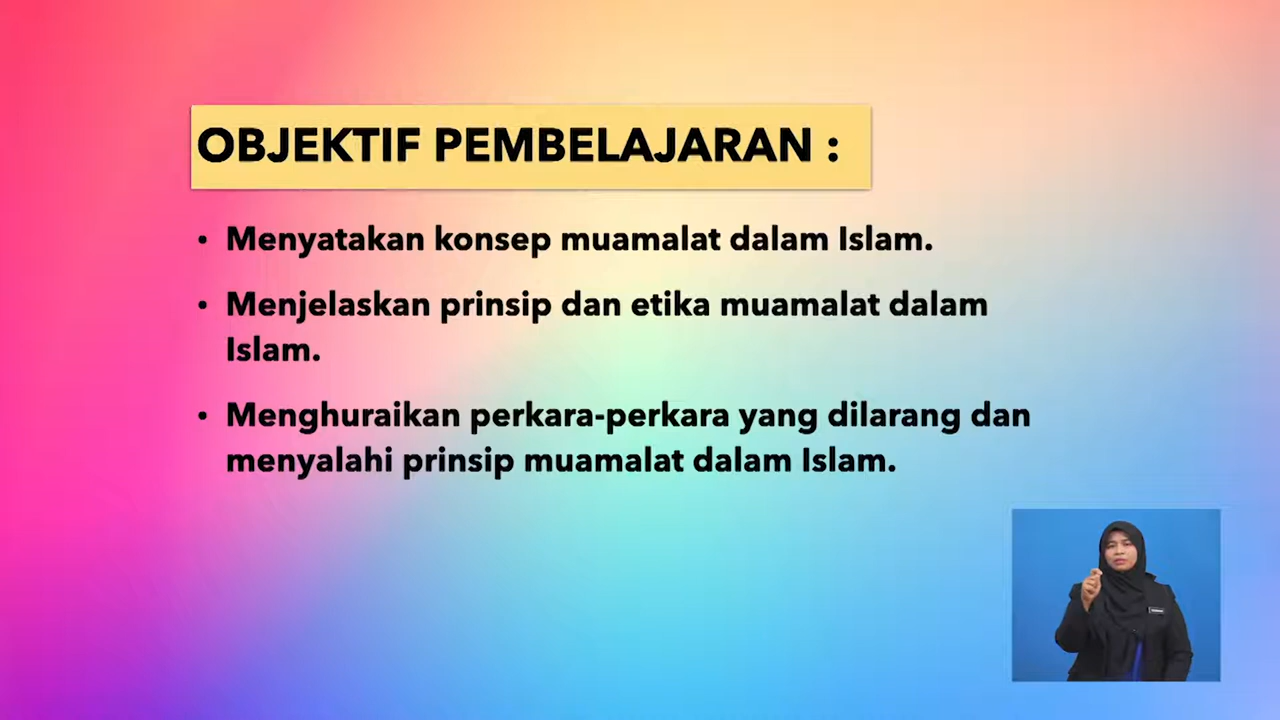 OBJEKTIF PEMBELAJARAN :
• Menyatakan konsep muamalat dalam Islam.
• Menjelaskan prinsip dan etika muamalat dalam
Islam.
• Menghuraikan perkara-perkara yang dilarang dan
menyalahi prinsip muamalat dalam Islam.